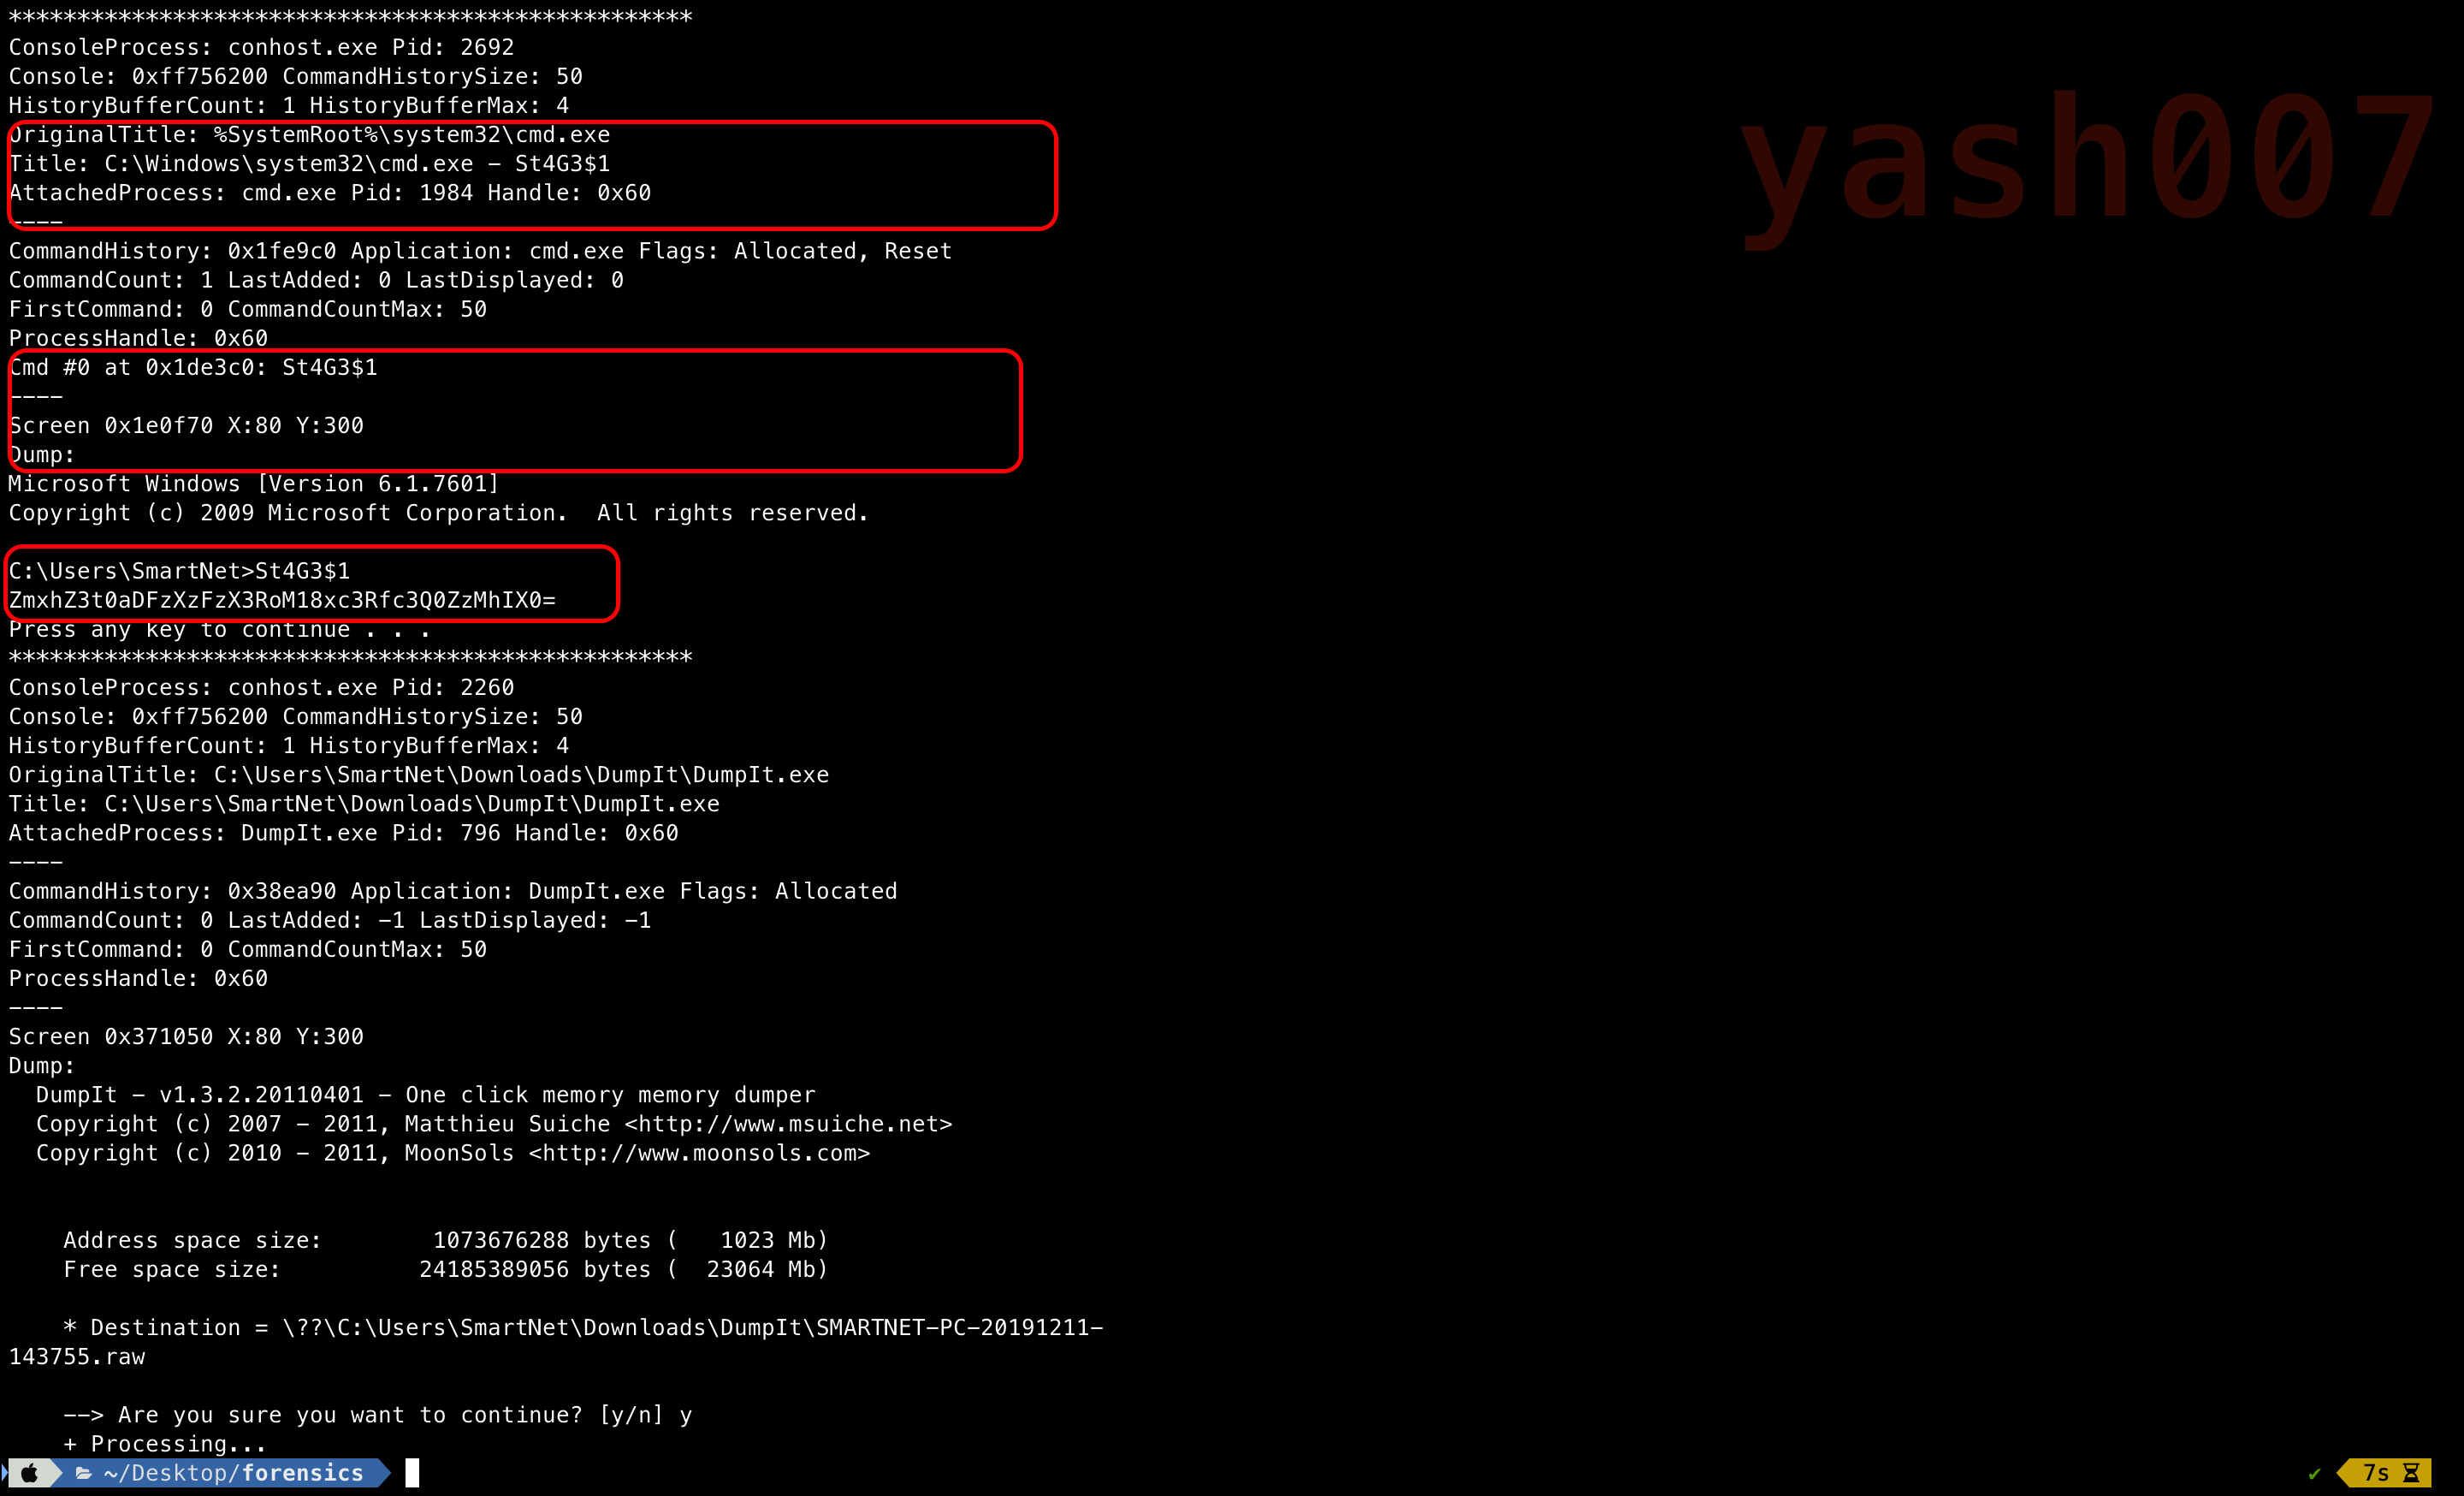 **************************************************
ConsoleProcess: conhost.exe Pid: 2692
Console: 0xff756200 CommandHistorySize: 50
HistoryBufferCount: 1 HistoryBufferMax: 4
OriginalTitle: %SystemRoot%\system32\cmd.exe
Title: C:\Windows\system32\cmd.exe - St4G3$1
AttachedProcess: cmd.exe Pid: 1984 Handle: 0x60
----
CommandHistory: 0x1fe9c0 Application: cmd.exe Flags: Allocated, Reset
CommandCount: 1 LastAdded: 0 LastDisplayed: 0
FirstCommand: 0 CommandCountMax: 50
ProcessHandle: 0x60
Cmd #0 at 0x1de3c0: St4G3$1
----
Screen 0x1e0f70 X:80 Y:300
Dump:
Microsoft Windows [Version 6.1.7601]
Copyright (c) 2009 Microsoft Corporation.  All rights reserved.
C:\Users\SmartNet>St4G3$1
ZmxhZ3t0aDFzXzFzX3RoM18xc3Rfc3Q0ZzMhIX0=
Press any key to continue . . .
**************************************************
ConsoleProcess: conhost.exe Pid: 2260
Console: 0xff756200 CommandHistorySize: 50
HistoryBufferCount: 1 HistoryBufferMax: 4
OriginalTitle: C:\Users\SmartNet\Downloads\DumpIt\DumpIt.exe
Title: C:\Users\SmartNet\Downloads\DumpIt\DumpIt.exe
AttachedProcess: DumpIt.exe Pid: 796 Handle: 0x60
----
CommandHistory: 0x38ea90 Application: DumpIt.exe Flags: Allocated
CommandCount: 0 LastAdded: -1 LastDisplayed: -1
FirstCommand: 0 CommandCountMax: 50
ProcessHandle: 0x60
----
Screen 0x371050 X:80 Y:300
Dump:
  DumpIt - v1.3.2.20110401 - One click memory memory dumper
  Copyright (c) 2007 - 2011, Matthieu Suiche <http://www.msuiche.net>
  Copyright (c) 2010 - 2011, MoonSols <http://www.moonsols.com>
    Address space size:        1073676288 bytes (   1023 Mb)
    Free space size:          24185389056 bytes (  23064 Mb)
    * Destination = \??\C:\Users\SmartNet\Downloads\DumpIt\SMARTNET-PC-20191211-
143755.raw
    --> Are you sure you want to continue? [y/n] y
    + Processing...
~/Desktop/forensics
✔ 7s
yash007